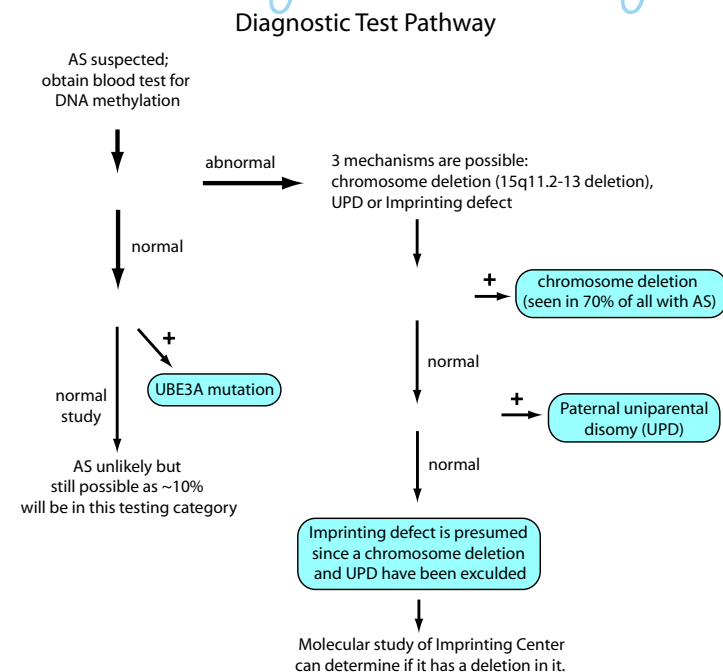 Diagnostic Test Pathway
AS suspected;
obtain blood test for
DNA methylation
abnormal
3 mechanisms are possible:
chromosome deletion (15q11.2-13 deletion),
UPD or Imprinting defect
normal
+
chromosome deletion
(seen in 70% of all with AS)
+
UBE3A mutation
normal
study
normal
+
Paternal uniparental
disomy (UPD)
AS unlikely but
still possible as ~10%
will be in this testing category
normal
Imprinting defect is presumed
since a chromosome deletion
and UPD have been exculded
Molecular study of Imprinting Center
can determine if it has a deletion in it.